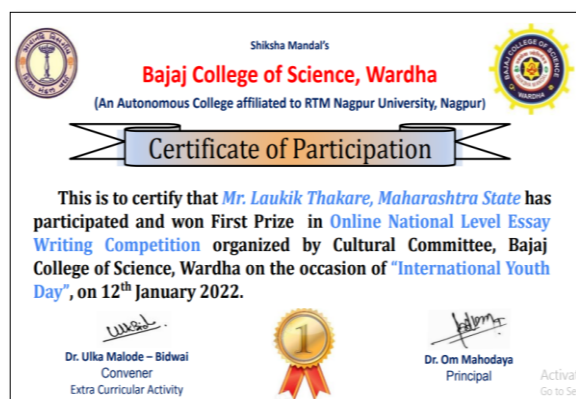 Shiksha Mandal's
Bajaj College of Science, Wardha
(An Autonomous College affiliated to RTM Nagpur University, Nagpur)
Certificate of Participation
This is to certify that Mr. Laukik Thakare, Maharashtra State has
participated and won First Prize in Online National Level Essay
Writing Competition organized by Cultural Committee, Bajaj
College of Science, Wardha on the occasion of "International Youth
Day", on 12th January 2022.
1
Dr. Ulka Malode – Bidwai
Convener
Extra Curricular Activity
Dr. Om Mahodaya
Principal
BAJAJ COLLEGE OF SCIENCE
WARDHA
Activa
Go to Se